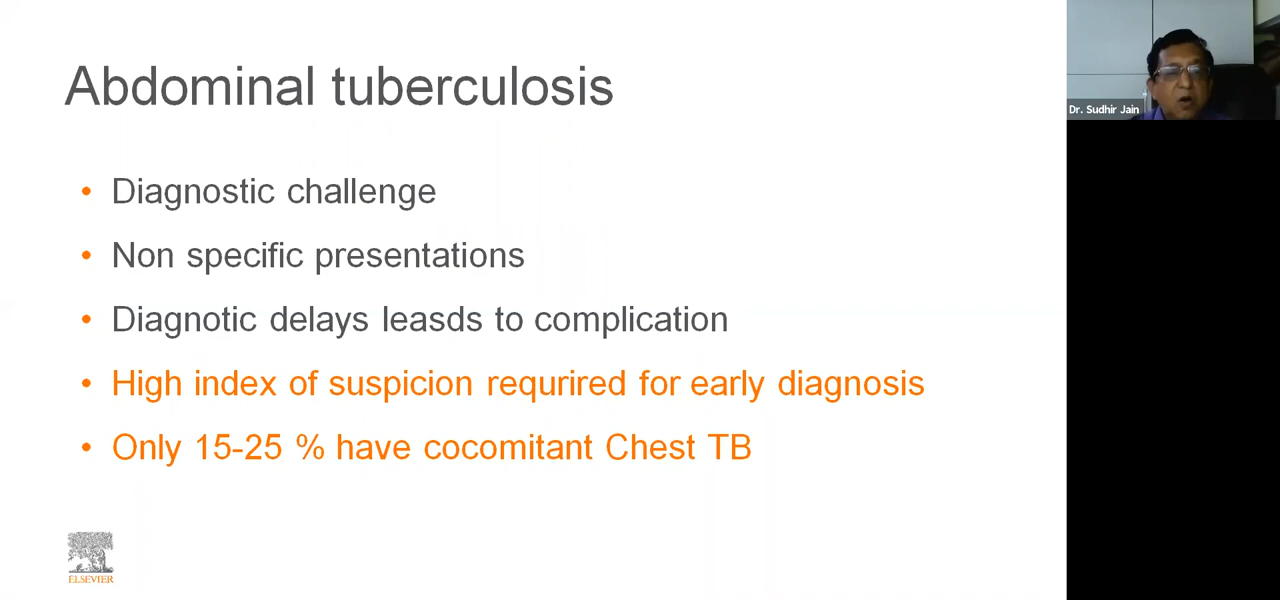 Abdominal tuberculosis
Dr. Sudhir Jain
• Diagnostic challenge
• Non specific presentations
• Diagnotic delays leasds to complication
• High index of suspicion requrired for early diagnosis
• Only 15-25 % have cocomitant Chest TB
ELSEVIER